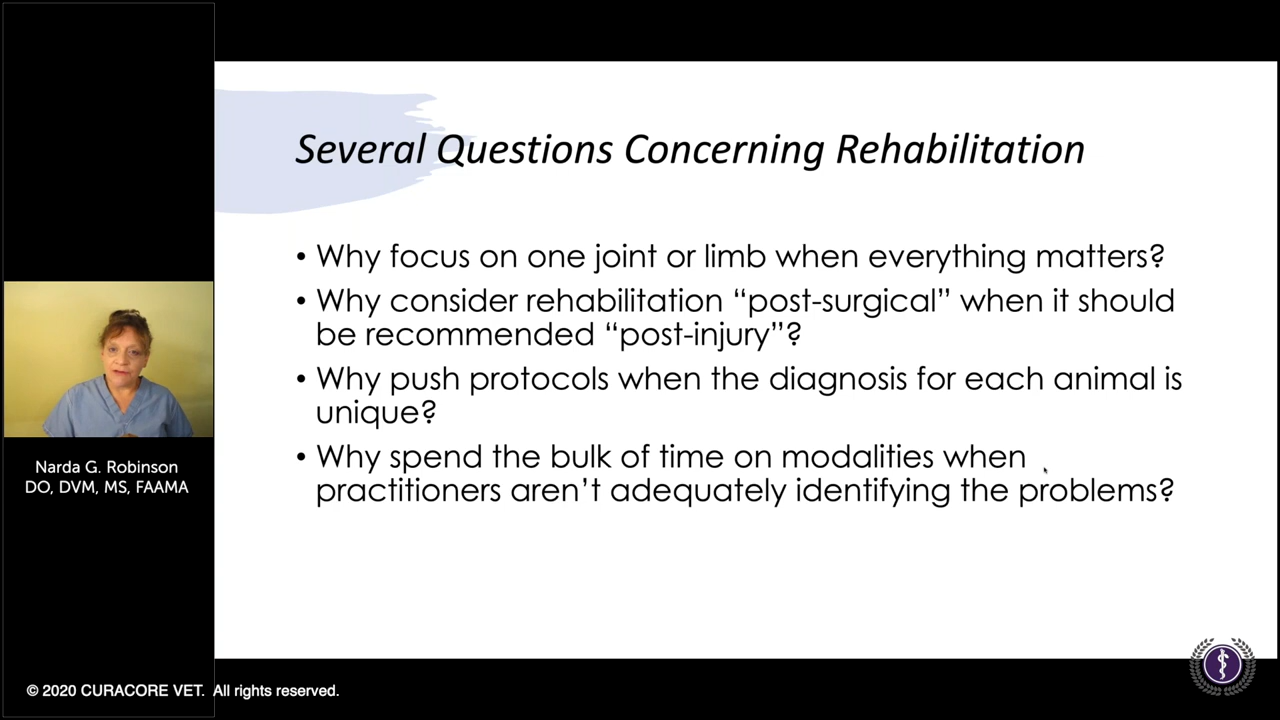 Several Questions Concerning Rehabilitation
• Why focus on one joint or limb when everything matters?
• Why consider rehabilitation “post-surgical” when it should
be recommended “post-injury”?
• Why push protocols when the diagnosis for each animal is
unique?
• Why spend the bulk of time on modalities when
practitioners aren’t adequately identifying the problems?
Narda G. Robinson
DO, DVM, MS, FAAMA
© 2020 CURACORE VET. All rights reserved.